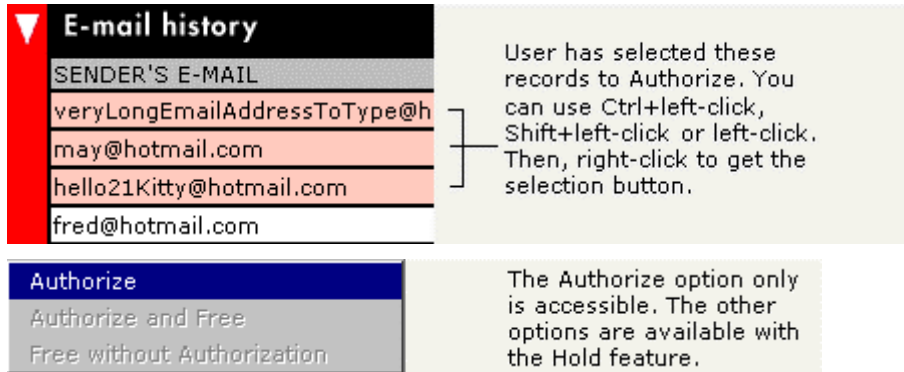 E-mail history
SENDER'S E-MAIL
veryLongEmailAddressToType@h
may@hotmail.com
hello21Kitty@hotmail.com
fred@hotmail.com
User has selected these
records to Authorize. You
can use Ctrl+left-click,
Shift+left-click or left-click.
Then, right-click to get the
selection button.
Authorize
Authorize and Free
Free without Authorization
The Authorize option only
is accessible. The other
options are available with
the Hold feature.